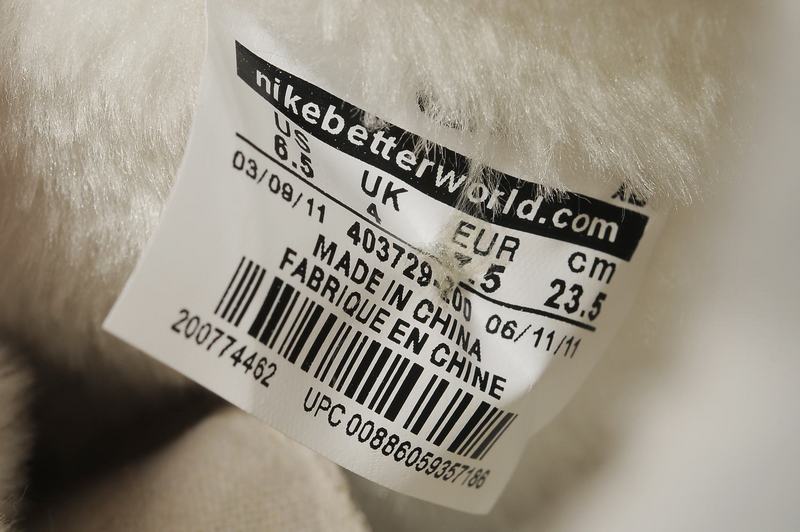 nikebetterworld.com
US UK EUR cm
6.5 4 23.5
03/09/11 403729 06/11/11
MADE IN CHINA
FABRIQUE EN CHINE
200774462
UPC 00886059357186